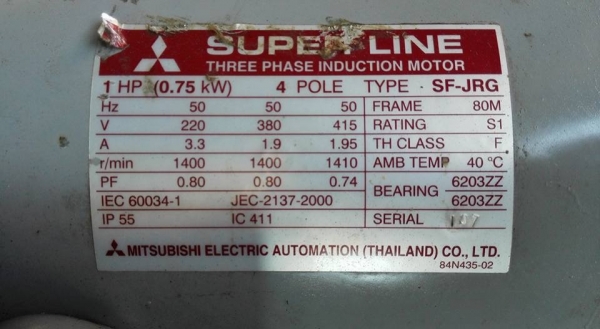 SUPER LINE
THREE PHASE INDUCTION MOTOR
1 HP (0.75 kW) 4 POLE TYPE SF-JRG
Hz 50 50 50 FRAME 80M
V 220 380 415 RATING S1
A 3.3 1.9 1.95 TH CLASS F
r/min 1400 1400 1410 AMB TEMP 40 °C
PF 0.80 0.80 0.74 BEARING 6203ZZ
IEC 60034-1 JEC-2137-2000 6203ZZ
IP 55 IC 411 SERIAL
MITSUBISHI ELECTRIC AUTOMATION (THAILAND) CO., LTD.
84N435-02